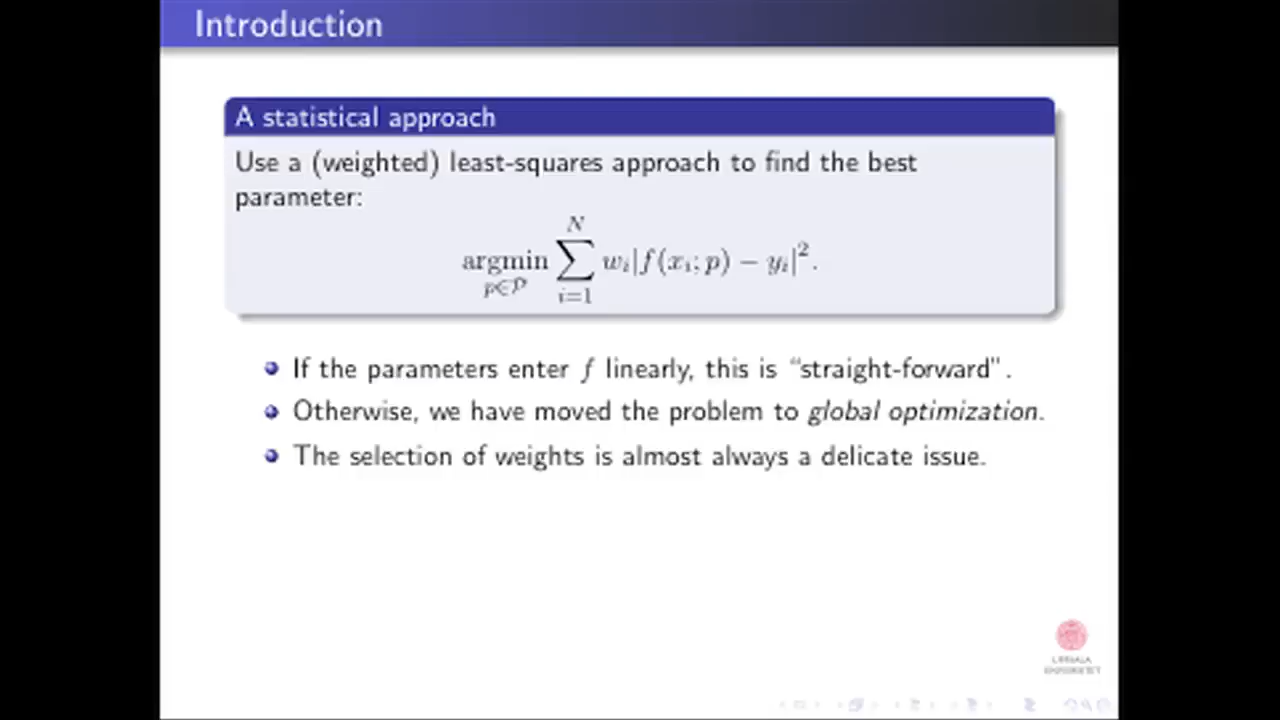 Introduction
A statistical approach
Use a (weighted) least-squares approach to find the best
parameter:
argmin_{p∈𝒫} ∑_{i=1}^{N} w_i|f(x_i; p) − y_i|^2.
If the parameters enter f linearly, this is “straight-forward”.
Otherwise, we have moved the problem to global optimization.
The selection of weights is almost always a delicate issue.
UPPSALA
UNIVERSITET